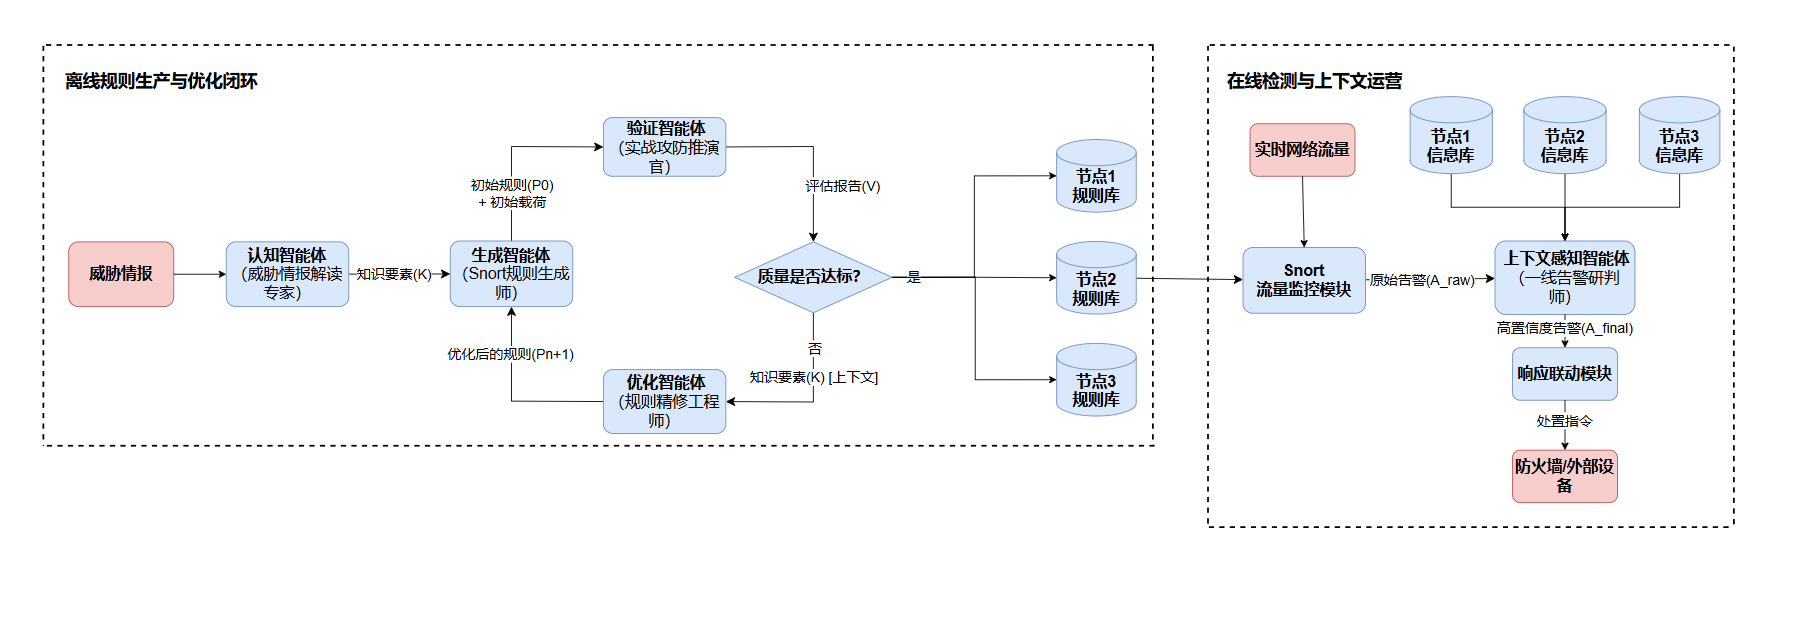 离线规则生产与优化闭环
威胁情报
认知智能体
（威胁情报解读
专家）
知识要素(K)
生成智能体
（Snort规则生成
师）
初始规则(P0)
+ 初始载荷
验证智能体
（实战攻防推演
官）
评估报告(V)
质量是否达标?
是
否
知识要素(K) [上下文]
优化智能体
（规则精修工程
师）
优化后的规则(Pn+1)
节点1
规则库
节点2
规则库
节点3
规则库
在线检测与上下文运营
实时网络流量
节点1
信息库
节点2
信息库
节点3
信息库
Snort
流量监控模块
原始告警(A_raw)
上下文感知智能体
（一线告警研判
师）
高置信度告警(A_final)
响应联动模块
处置指令
防火墙/外部设
备